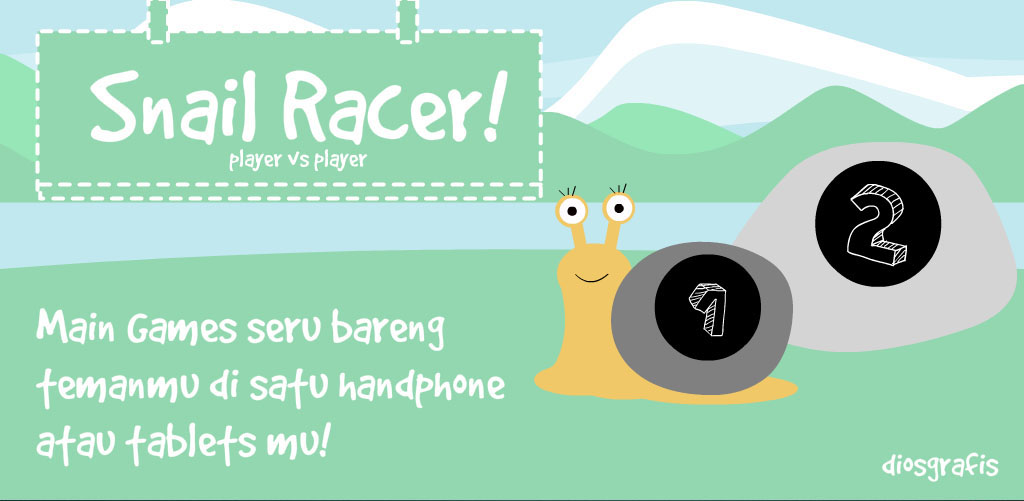 Snail Racer!
player vs player
2
1
Main Games seru bareng
temanmu di satu handphone
atau tablets mu!
diosgrafis